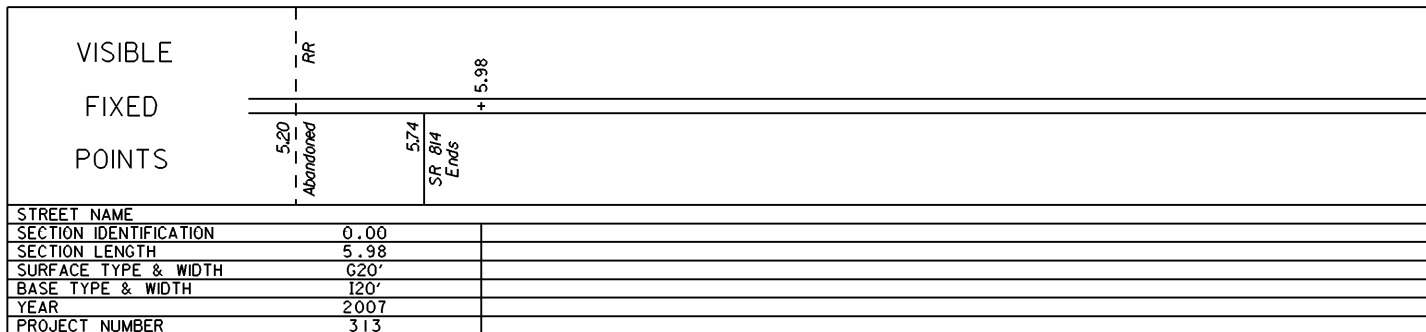 VISIBLE
FIXED
POINTS
RR
Abandoned
5.20
5.74
SR 814
Ends
+ 5.98
STREET NAME
SECTION IDENTIFICATION 0.00
SECTION LENGTH 5.98
SURFACE TYPE & WIDTH G20'
BASE TYPE & WIDTH I20'
YEAR 2007
PROJECT NUMBER 313